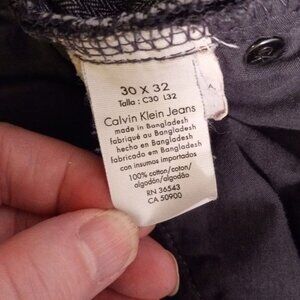 30 X 32
Talla : C30 L32
Calvin Klein Jeans
made in Bangladesh
fabriqué au Bangladesh
hecho en Bangladesh
fabricado em Bangladesh
con insumos importados
100% cotton/coton/
algodón/algodão
RN 36543
CA 50900